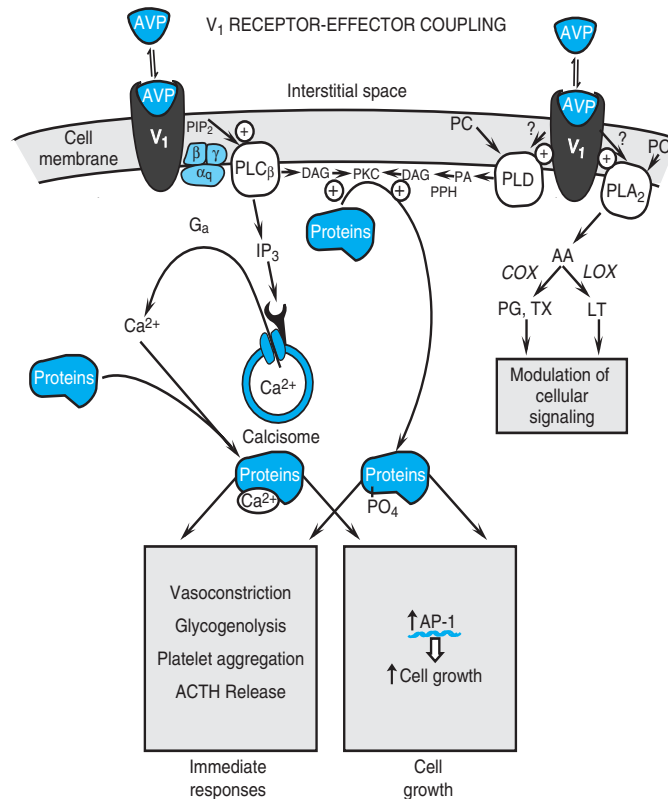 AVP
V₁ RECEPTOR-EFFECTOR COUPLING
AVP
Interstitial space
AVP
AVP
Cell
membrane
V₁
PIP₂
+
β γ
αq
PLCβ
DAG
PKC
DAG
PA
PPH
+
+
PC
PLD
?
+
V₁
?
+
PC
PLA₂
Proteins
Gₐ
IP₃
Ca²⁺
Proteins
Ca²⁺
Calcisome
AA
COX
LOX
PG, TX
LT
Modulation of
cellular
signaling
Proteins
Ca²⁺
Proteins
PO₄
Vasoconstriction
Glycogenolysis
Platelet aggregation
ACTH Release
↑AP-1
↑Cell growth
Immediate
responses
Cell
growth